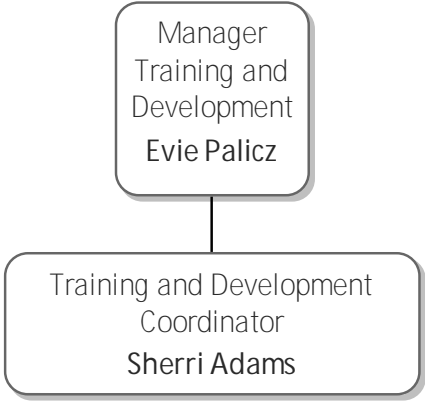 Manager
Training and
Development
Evie Palicz
Training and Development
Coordinator
Sherri Adams